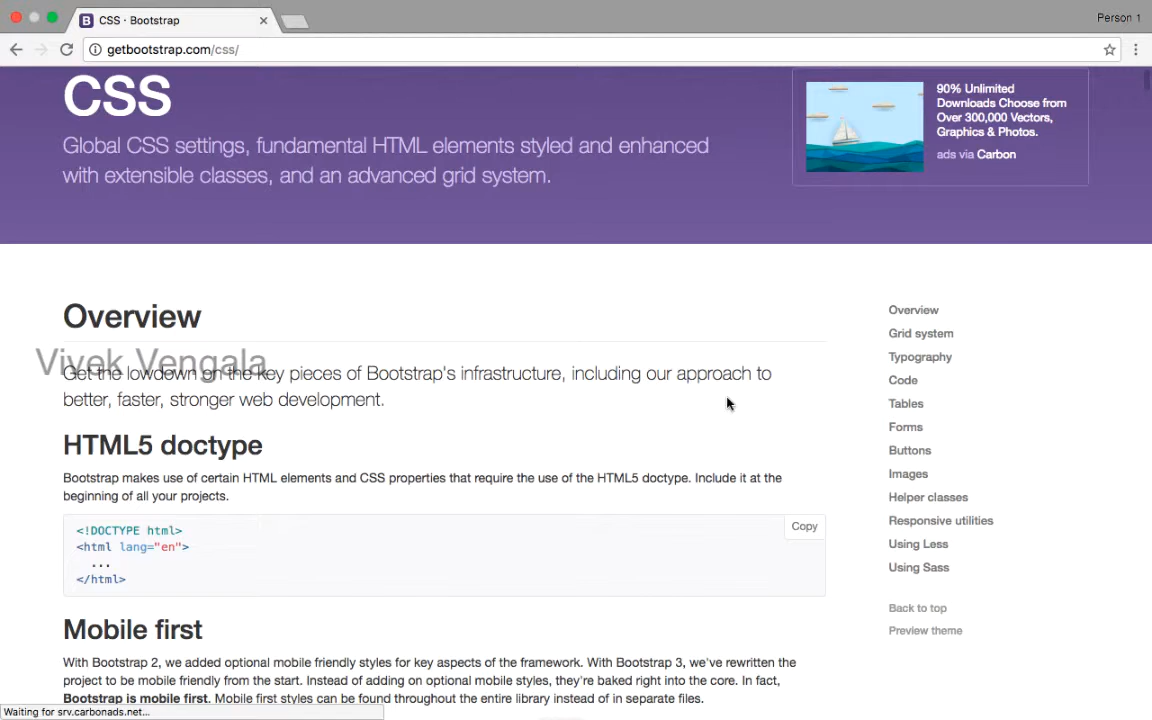 CSS · Bootstrap
Person 1
getbootstrap.com/css/
CSS
Global CSS settings, fundamental HTML elements styled and enhanced
with extensible classes, and an advanced grid system.
90% Unlimited
Downloads Choose from
Over 300,000 Vectors,
Graphics & Photos.
ads via Carbon
Overview
Vivek Vengala
Get the lowdown on the key pieces of Bootstrap's infrastructure, including our approach to
better, faster, stronger web development.
HTML5 doctype
Bootstrap makes use of certain HTML elements and CSS properties that require the use of the HTML5 doctype. Include it at the
beginning of all your projects.
Copy
<!DOCTYPE html>
<html lang="en">
...
</html>
Mobile first
With Bootstrap 2, we added optional mobile friendly styles for key aspects of the framework. With Bootstrap 3, we've rewritten the
project to be mobile friendly from the start. Instead of adding on optional mobile styles, they're baked right into the core. In fact,
Bootstrap is mobile first. Mobile first styles can be found throughout the entire library instead of in separate files.
Overview
Grid system
Typography
Code
Tables
Forms
Buttons
Images
Helper classes
Responsive utilities
Using Less
Using Sass
Back to top
Preview theme
Waiting for srv.carbonads.net...